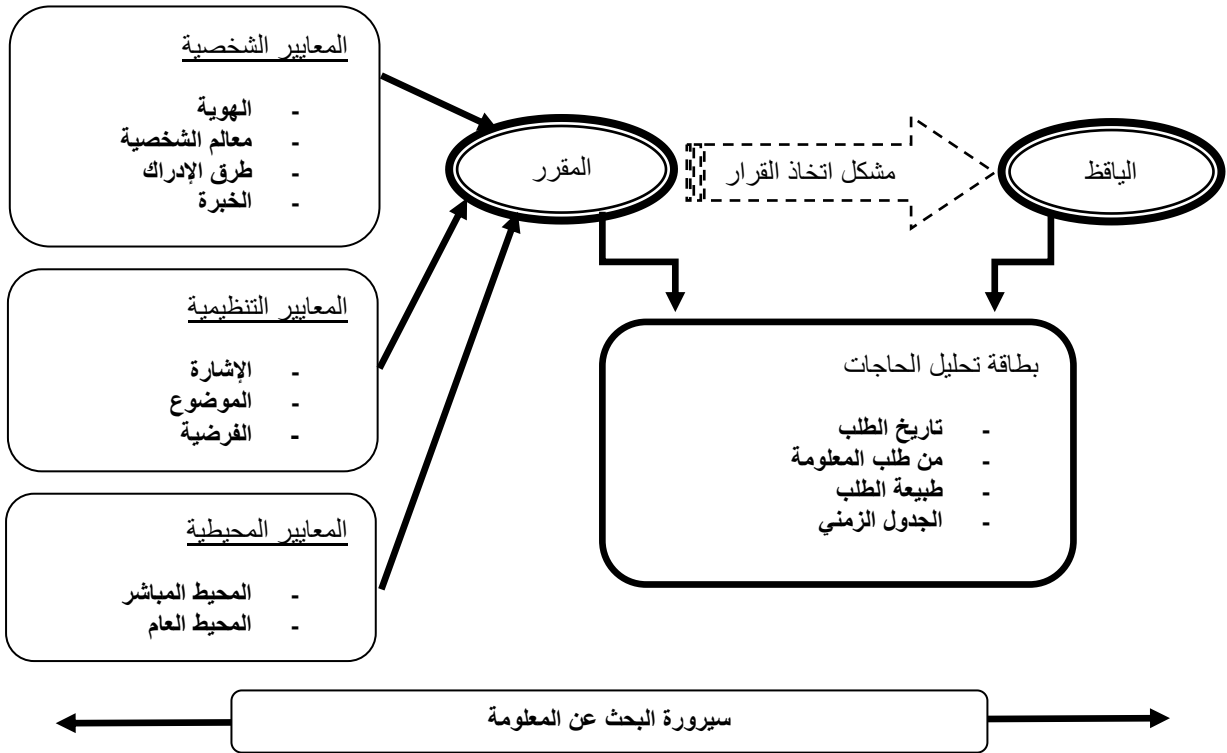 المعايير الشخصية
- الهوية
- معالم الشخصية
- طرق الإدراك
- الخبرة
المقرر
مشكل اتخاذ القرار
الياقظ
المعايير التنظيمية
- الإشارة
- الموضوع
- الفرضية
بطاقة تحليل الحاجات
- تاريخ الطلب
- من طلب المعلومة
- طبيعة الطلب
- الجدول الزمني
المعايير المحيطية
- المحيط المباشر
- المحيط العام
سيرورة البحث عن المعلومة